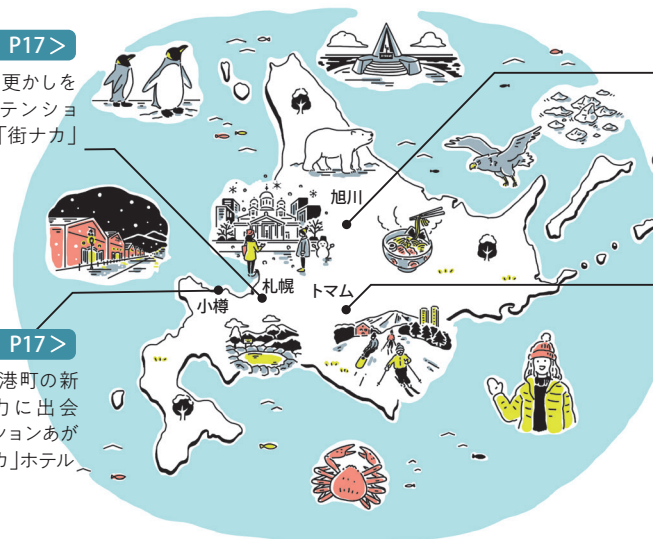 P17＞
更かしを
テンショ
「街ナカ」
旭川
札幌
トマム
小樽
P17＞
港町の新
力に出会
ションあが
カ」ホテル